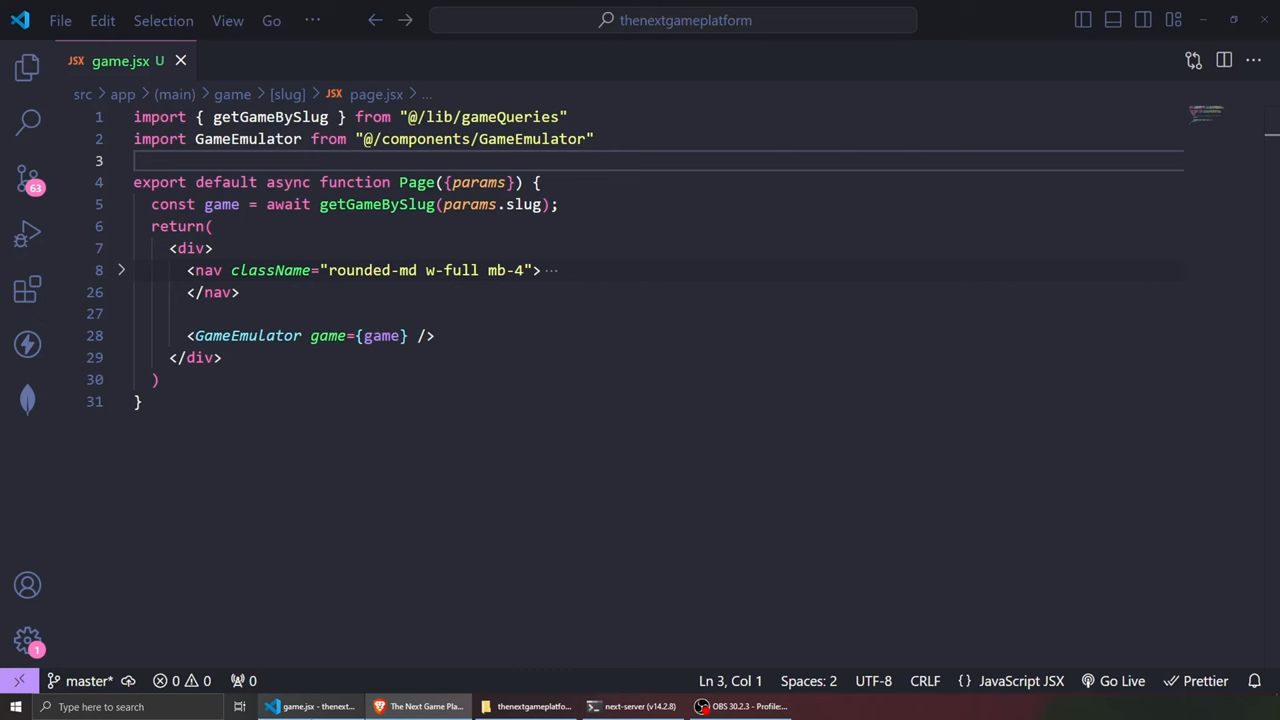 File Edit Selection View Go ··· thenextgameplatform
JSX game.jsx U
src > app > (main) > game > [slug] > JSX page.jsx > ...
1 import { getGameBySlug } from "@/lib/gameQueries"
2 import GameEmulator from "@/components/GameEmulator"
3
4 export default async function Page({params}) {
5 const game = await getGameBySlug(params.slug);
6 return(
7 <div>
8 <nav className="rounded-md w-full mb-4"> ···
26 </nav>
27
28 <GameEmulator game={game} />
29 </div>
30 )
31 }
63
1
master* 0 0 0 Ln 3, Col 1 Spaces: 2 UTF-8 CRLF {} JavaScript JSX Go Live Prettier
Type here to search game.jsx - thenext... The Next Game Pla... thenextgameplatfo... next-server (v14.2.8) OBS 30.2.3 - Profile:...